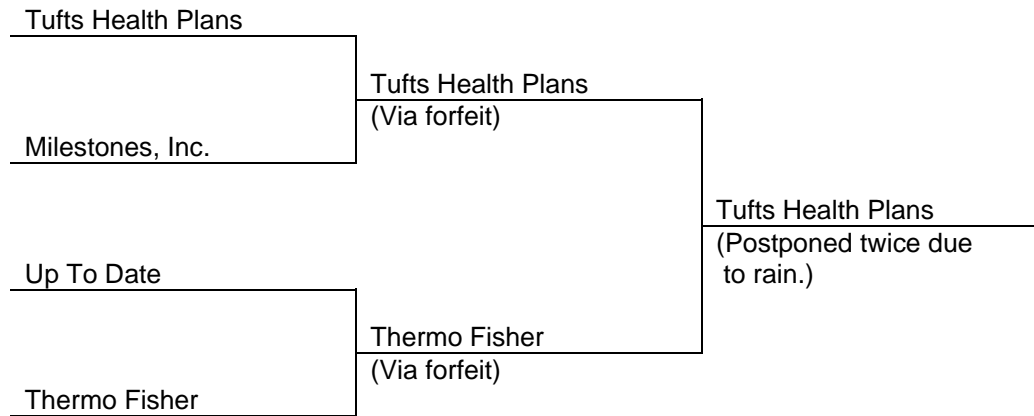 Tufts Health Plans
Tufts Health Plans
(Via forfeit)
Milestones, Inc.
Tufts Health Plans
(Postponed twice due
to rain.)
Up To Date
Thermo Fisher
(Via forfeit)
Thermo Fisher